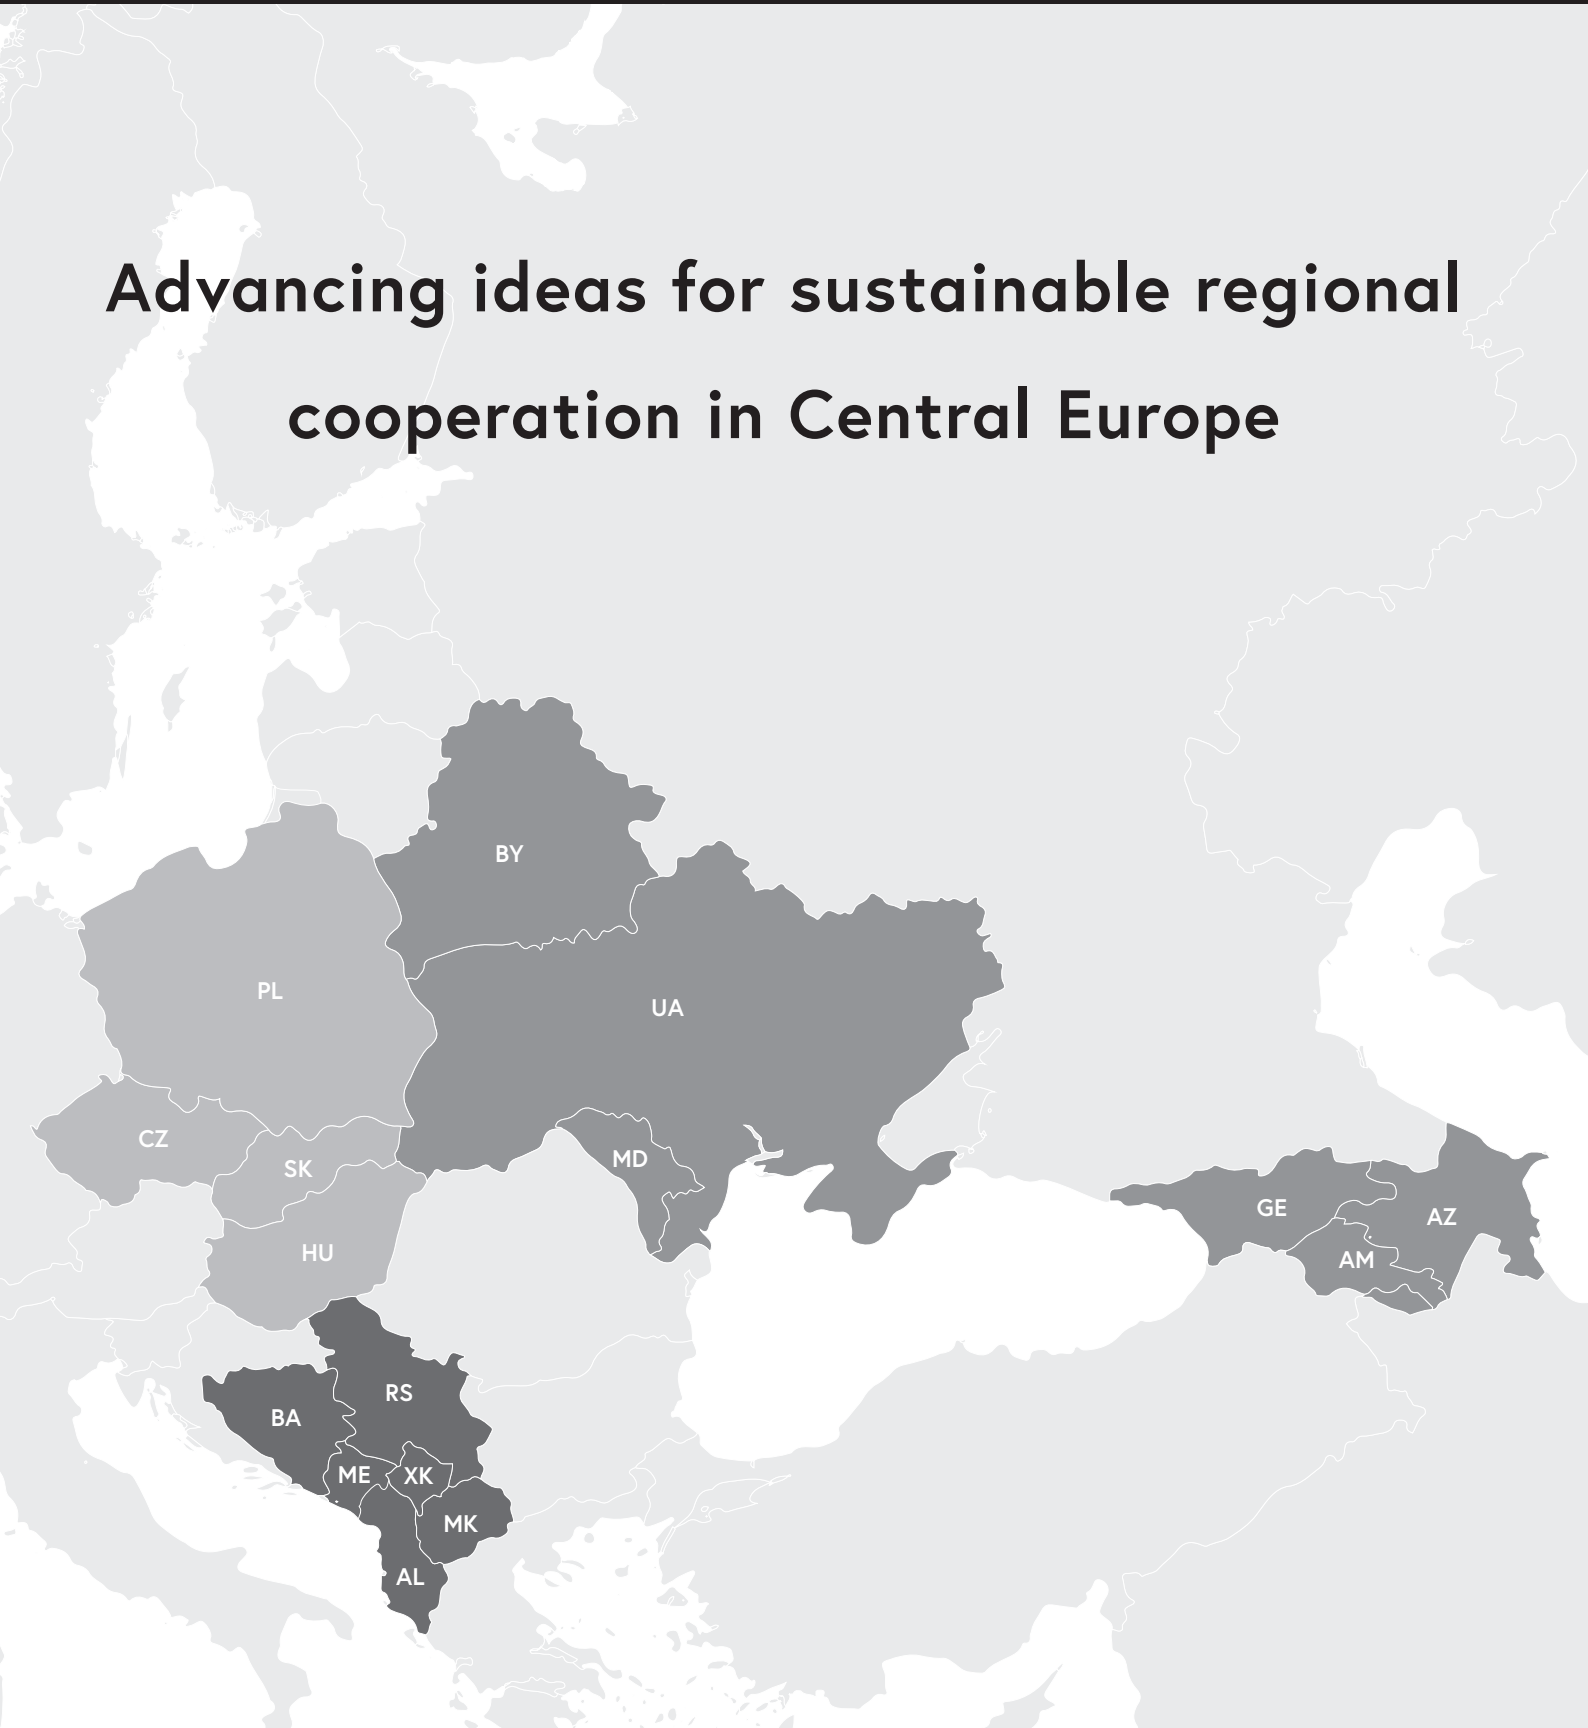 Advancing ideas for sustainable regional
cooperation in Central Europe
BY
PL
UA
CZ
SK
MD
HU
GE
AZ
AM
RS
BA
ME
XK
MK
AL